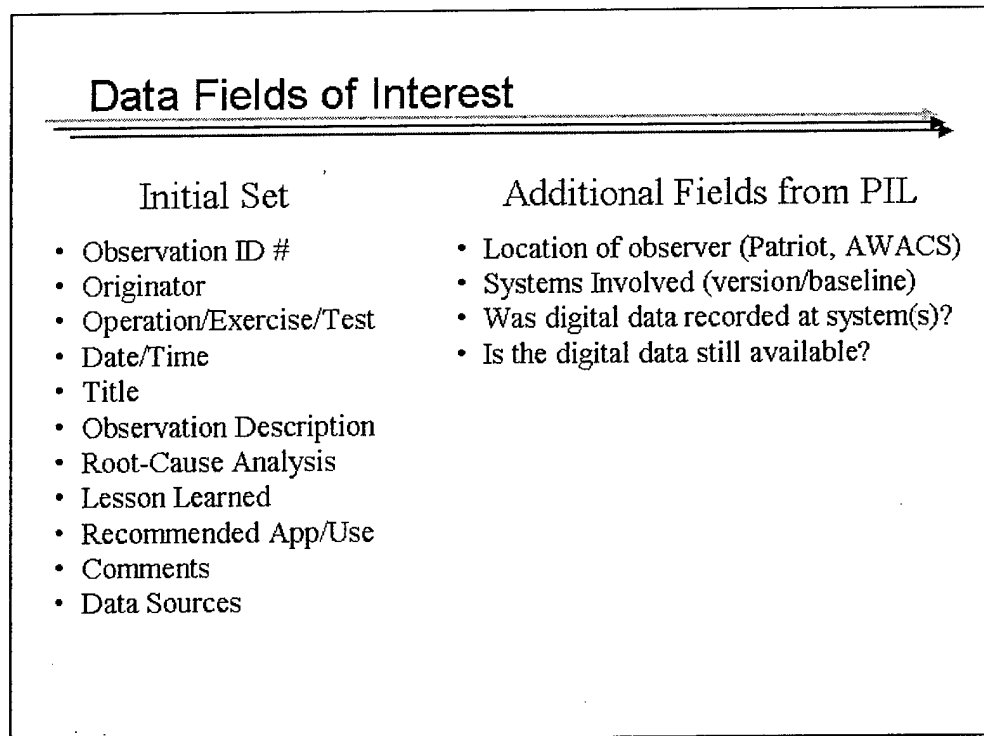 Data Fields of Interest
Initial Set
• Observation ID #
• Originator
• Operation/Exercise/Test
• Date/Time
• Title
• Observation Description
• Root-Cause Analysis
• Lesson Learned
• Recommended App/Use
• Comments
• Data Sources
Additional Fields from PIL
• Location of observer (Patriot, AWACS)
• Systems Involved (version/baseline)
• Was digital data recorded at system(s)?
• Is the digital data still available?